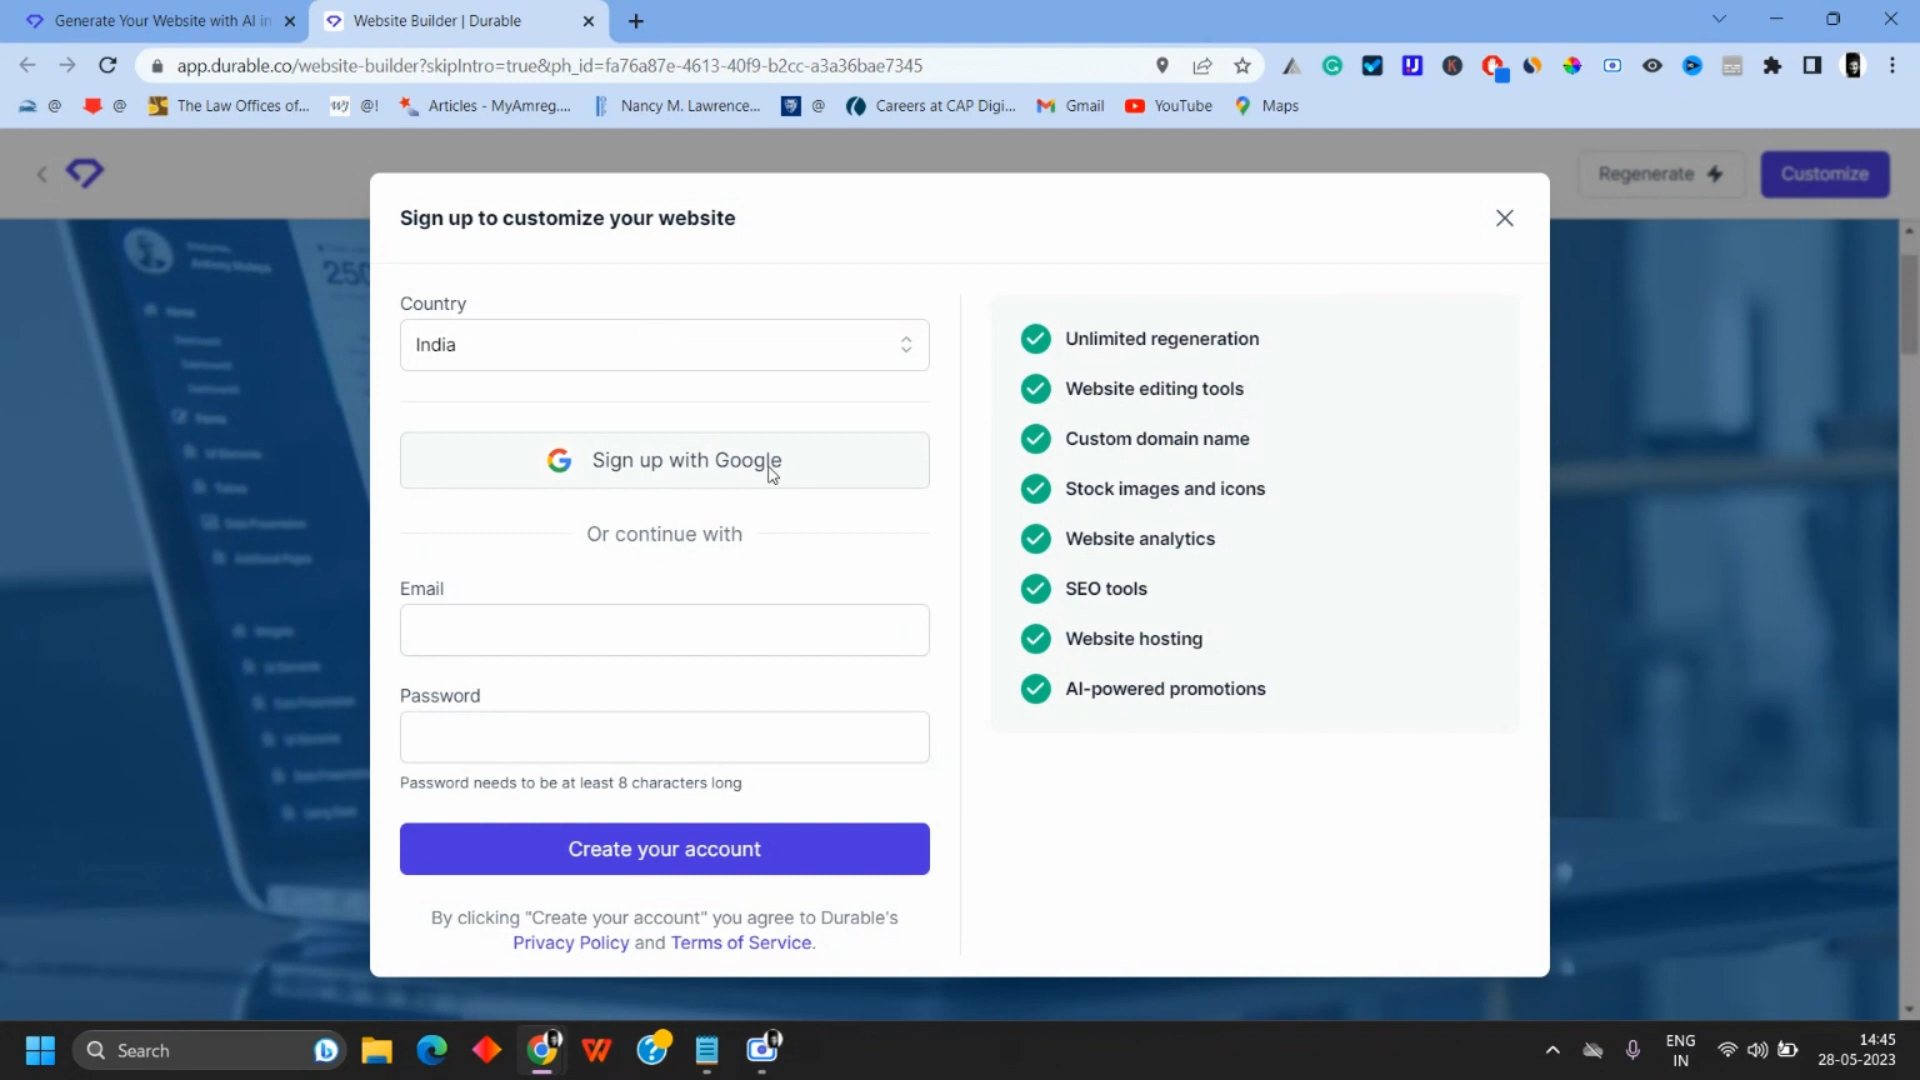 Generate Your Website with AI in
Website Builder | Durable
app.durable.co/website-builder?skipIntro=true&ph_id=fa76a87e-4613-40f9-b2cc-a3a36bae7345
@
@
The Law Offices of...
@!
Articles - MyAmreg....
Nancy M. Lawrence...
@
Careers at CAP Digi...
Gmail
YouTube
Maps
Regenerate
Customize
Sign up to customize your website
Country
India
Sign up with Google
Or continue with
Email
Password
Password needs to be at least 8 characters long
Create your account
By clicking "Create your account" you agree to Durable's
Privacy Policy and Terms of Service.
Unlimited regeneration
Website editing tools
Custom domain name
Stock images and icons
Website analytics
SEO tools
Website hosting
AI-powered promotions
250
Home
Search
ENG
IN
14:45
28-05-2023